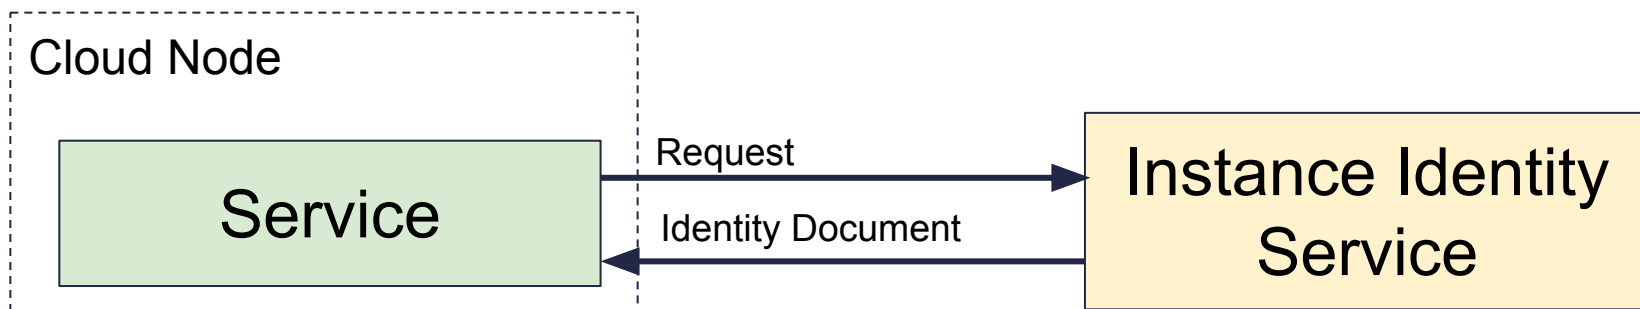 Cloud Node
Service
Request
Identity Document
Instance Identity
Service